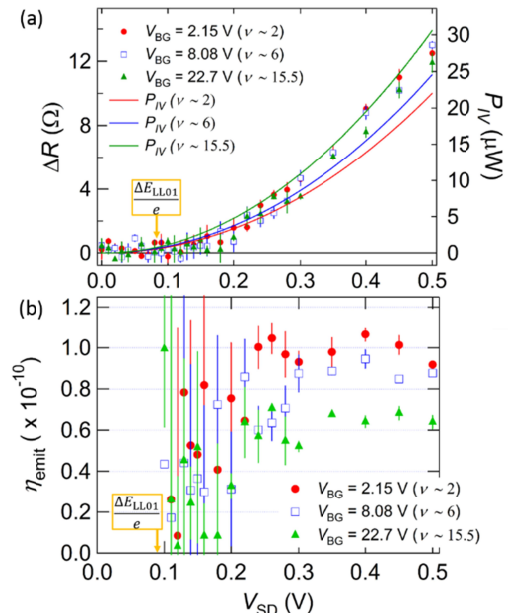 (a)
V_BG = 2.15 V (ν ~ 2)
V_BG = 8.08 V (ν ~ 6)
V_BG = 22.7 V (ν ~ 15.5)
P_IV (ν ~ 2)
P_IV (ν ~ 6)
P_IV (ν ~ 15.5)
ΔR (Ω)
12
8
4
0
P_IV (μW)
30
25
20
15
10
5
0
ΔE_LL01
e
0.0 0.1 0.2 0.3 0.4 0.5
(b)
η_emit ( x 10^-10)
1.2
1.0
0.8
0.6
0.4
0.2
0.0
ΔE_LL01
e
V_BG = 2.15 V (ν ~ 2)
V_BG = 8.08 V (ν ~ 6)
V_BG = 22.7 V (ν ~ 15.5)
0.0 0.1 0.2 0.3 0.4 0.5
V_SD (V)